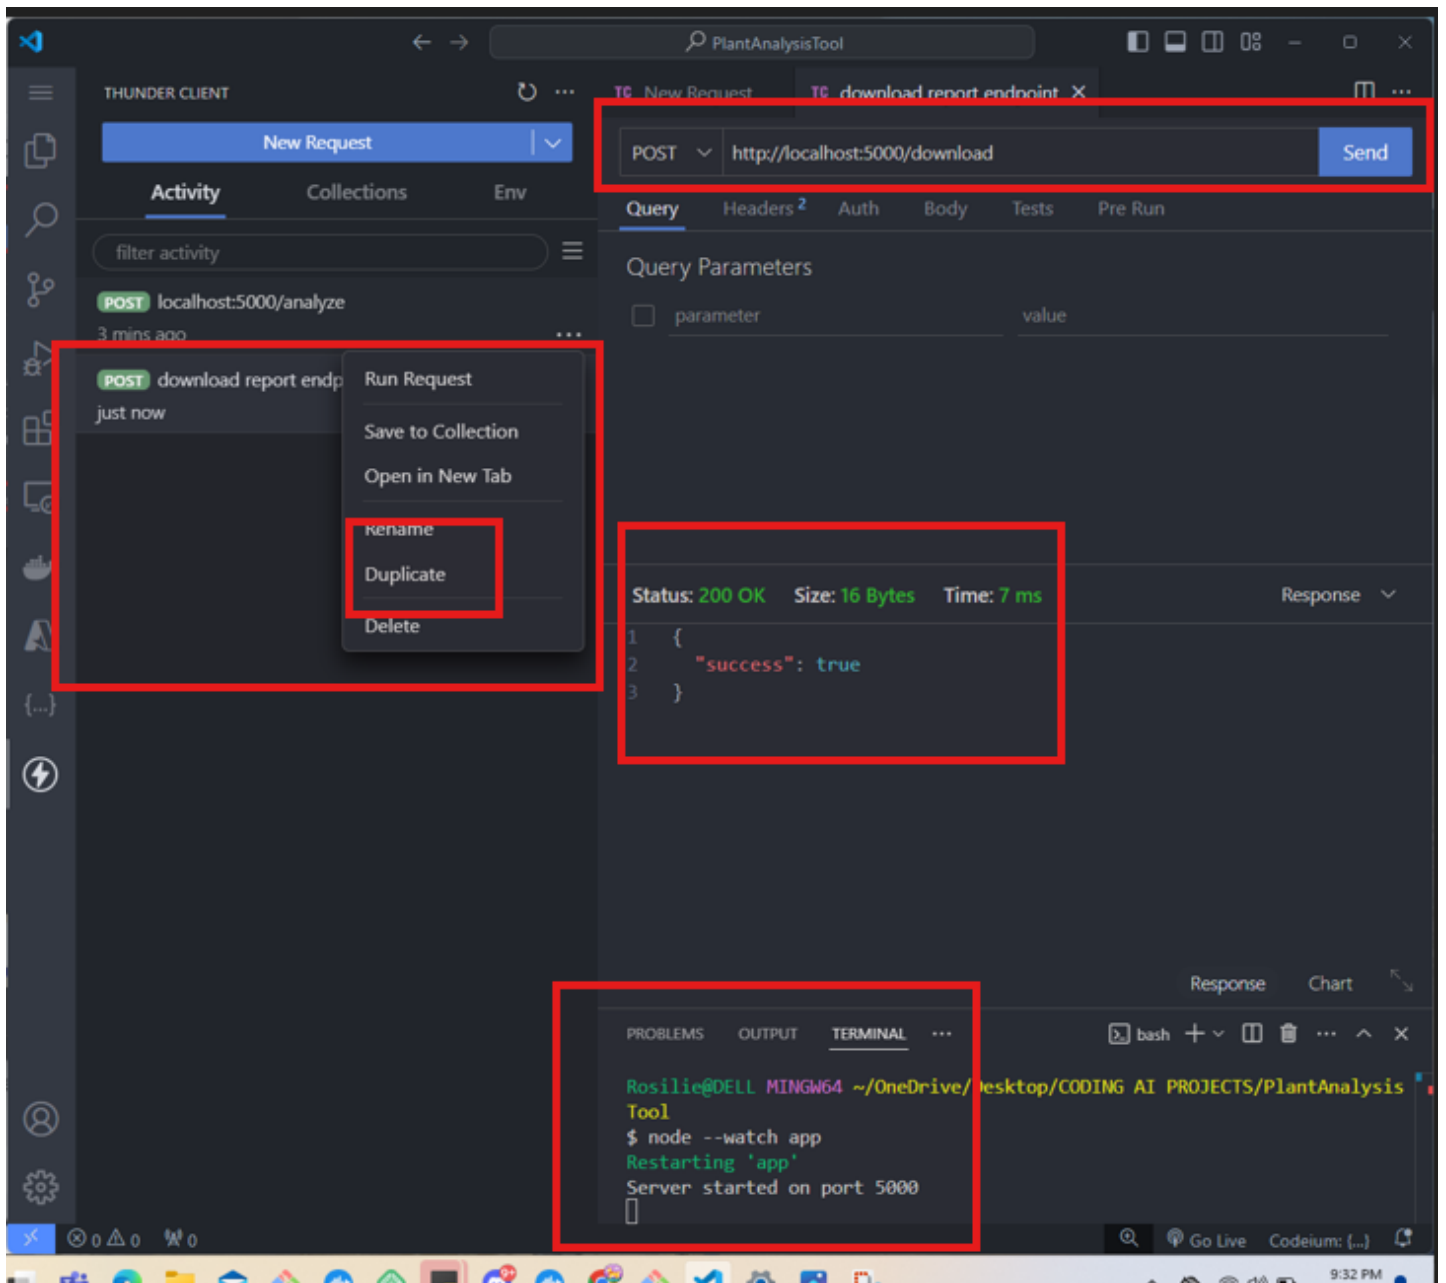 PlantAnalysisTool
THUNDER CLIENT
New Request
Activity
Collections
Env
filter activity
POST localhost:5000/analyze
3 mins ago
POST download report endp
just now
Run Request
Save to Collection
Open in New Tab
Rename
Duplicate
Delete
TC New Request
TC download report endpoint
POST
http://localhost:5000/download
Send
Query
Headers 2
Auth
Body
Tests
Pre Run
Query Parameters
parameter
value
Status: 200 OK
Size: 16 Bytes
Time: 7 ms
Response
1 {
2 "success": true
3 }
Response
Chart
PROBLEMS
OUTPUT
TERMINAL
bash
Rosilie@DELL MINGW64 ~/OneDrive/Desktop/CODING AI PROJECTS/PlantAnalysis
Tool
$ node --watch app
Restarting 'app'
Server started on port 5000
0 0 0
Go Live
Codeium: {...}
9:32 PM